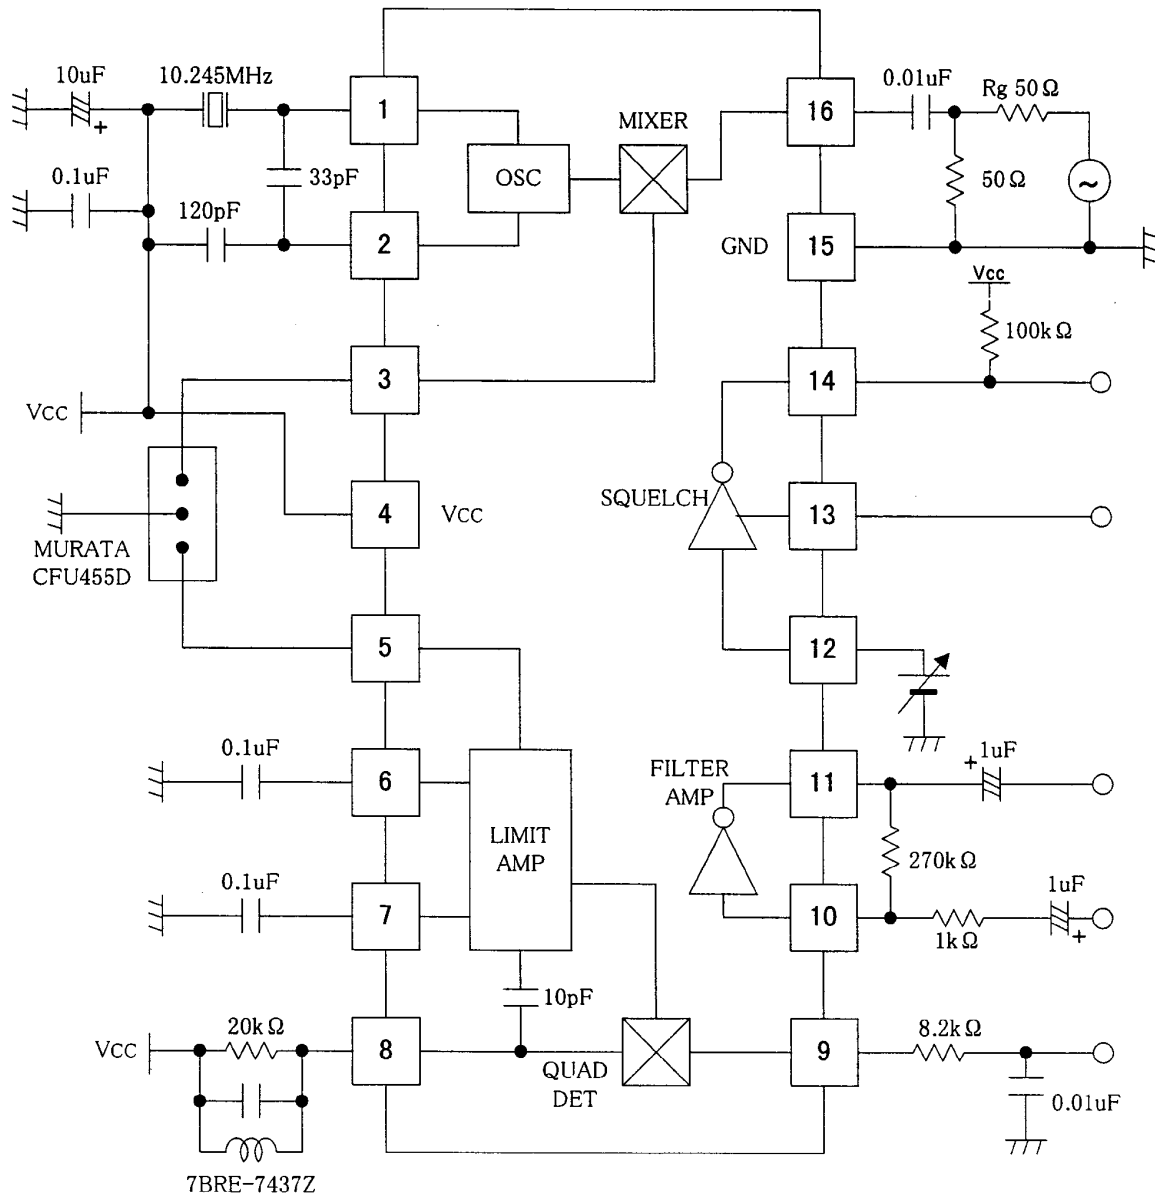 10uF
10.245MHz
+
1
16
0.01uF
Rg 50Ω
MIXER
0.1uF
33pF
OSC
50Ω
~
120pF
2
GND
15
Vcc
100kΩ
3
14
VCC
4
VCC
SQUELCH
13
MURATA
CFU455D
5
12
0.1uF
6
FILTER
AMP
11
+
1uF
LIMIT
AMP
270kΩ
0.1uF
7
10
1kΩ
1uF
+
10pF
VCC
20kΩ
8
QUAD
DET
9
8.2kΩ
0.01uF
7BRE-7437Z